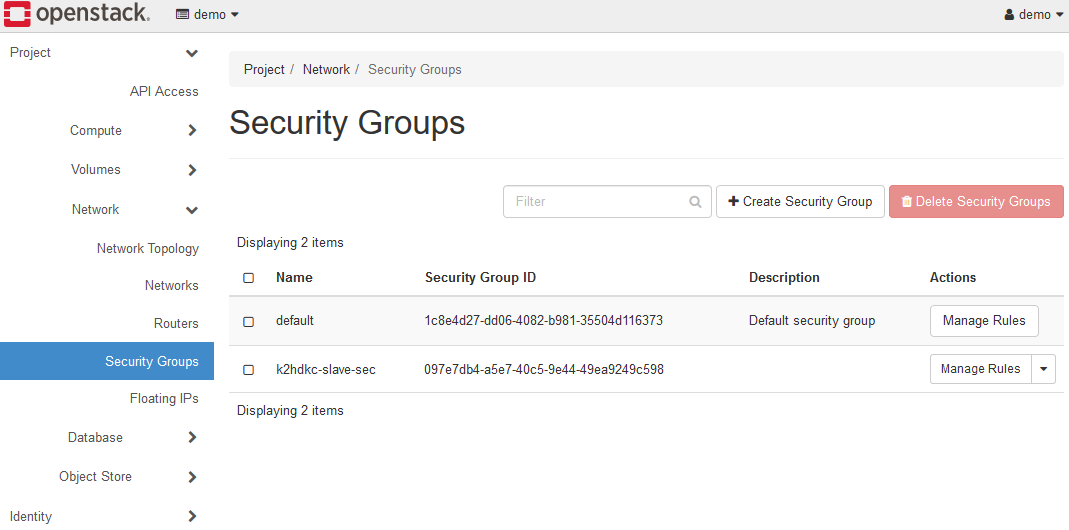 openstack. demo demo
Project
API Access
Compute
Volumes
Network
Network Topology
Networks
Routers
Security Groups
Floating IPs
Database
Object Store
Identity
Project / Network / Security Groups
Security Groups
Filter Create Security Group Delete Security Groups
Displaying 2 items
Name Security Group ID Description Actions
default 1c8e4d27-dd06-4082-b981-35504d116373 Default security group Manage Rules
k2hdkc-slave-sec 097e7db4-a5e7-40c5-9e44-49ea9249c598 Manage Rules
Displaying 2 items